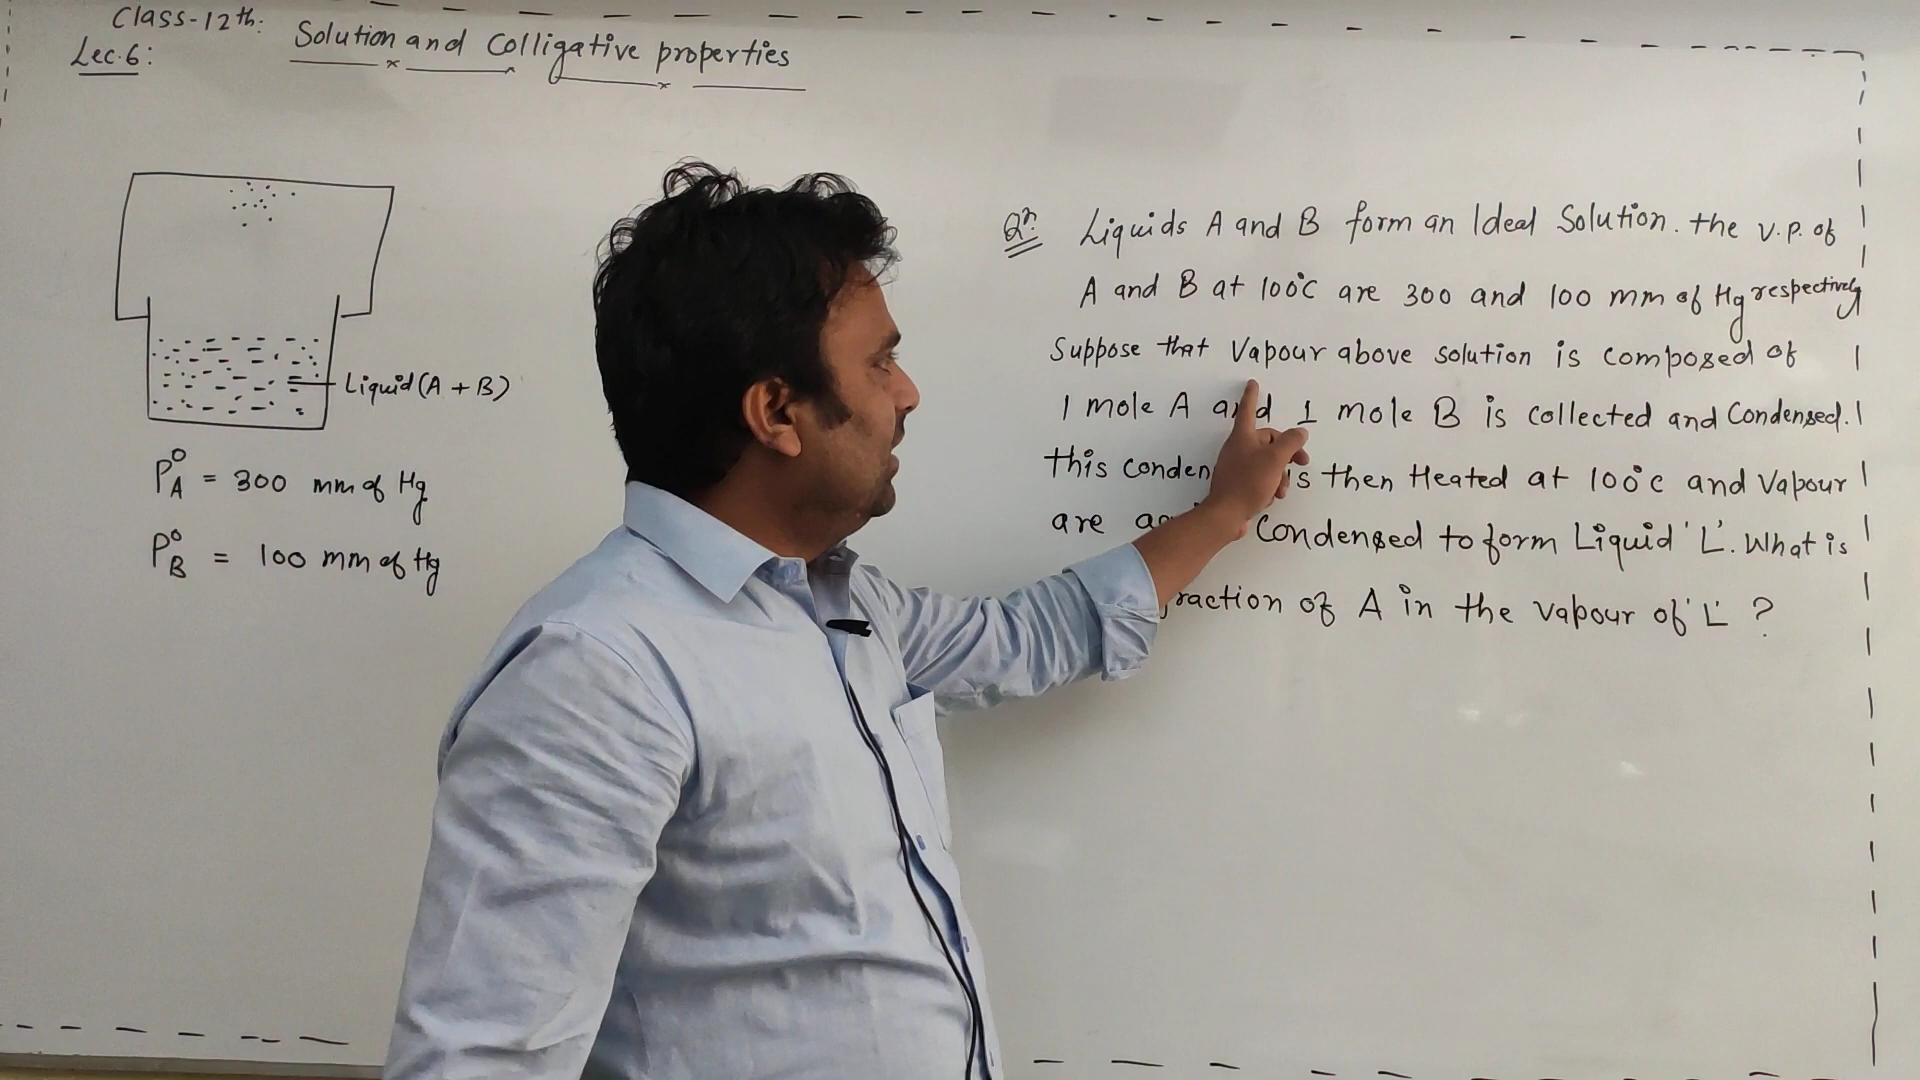 Class-12th:
Lec.6:
Solution and Colligative properties
Liquid (A + B)
P°A = 300 mm of Hg
P°B = 100 mm of Hg
Qn: Liquids A and B form an Ideal Solution. the v.p. of
A and B at 100°C are 300 and 100 mm of Hg respectively
Suppose that Vapour above solution is composed of
1 mole A and 1 mole B is collected and Condensed.
this is then Heated at 100°C and Vapour
are Condensed to form Liquid 'L'. What is
of A in the vapour of 'L' ?